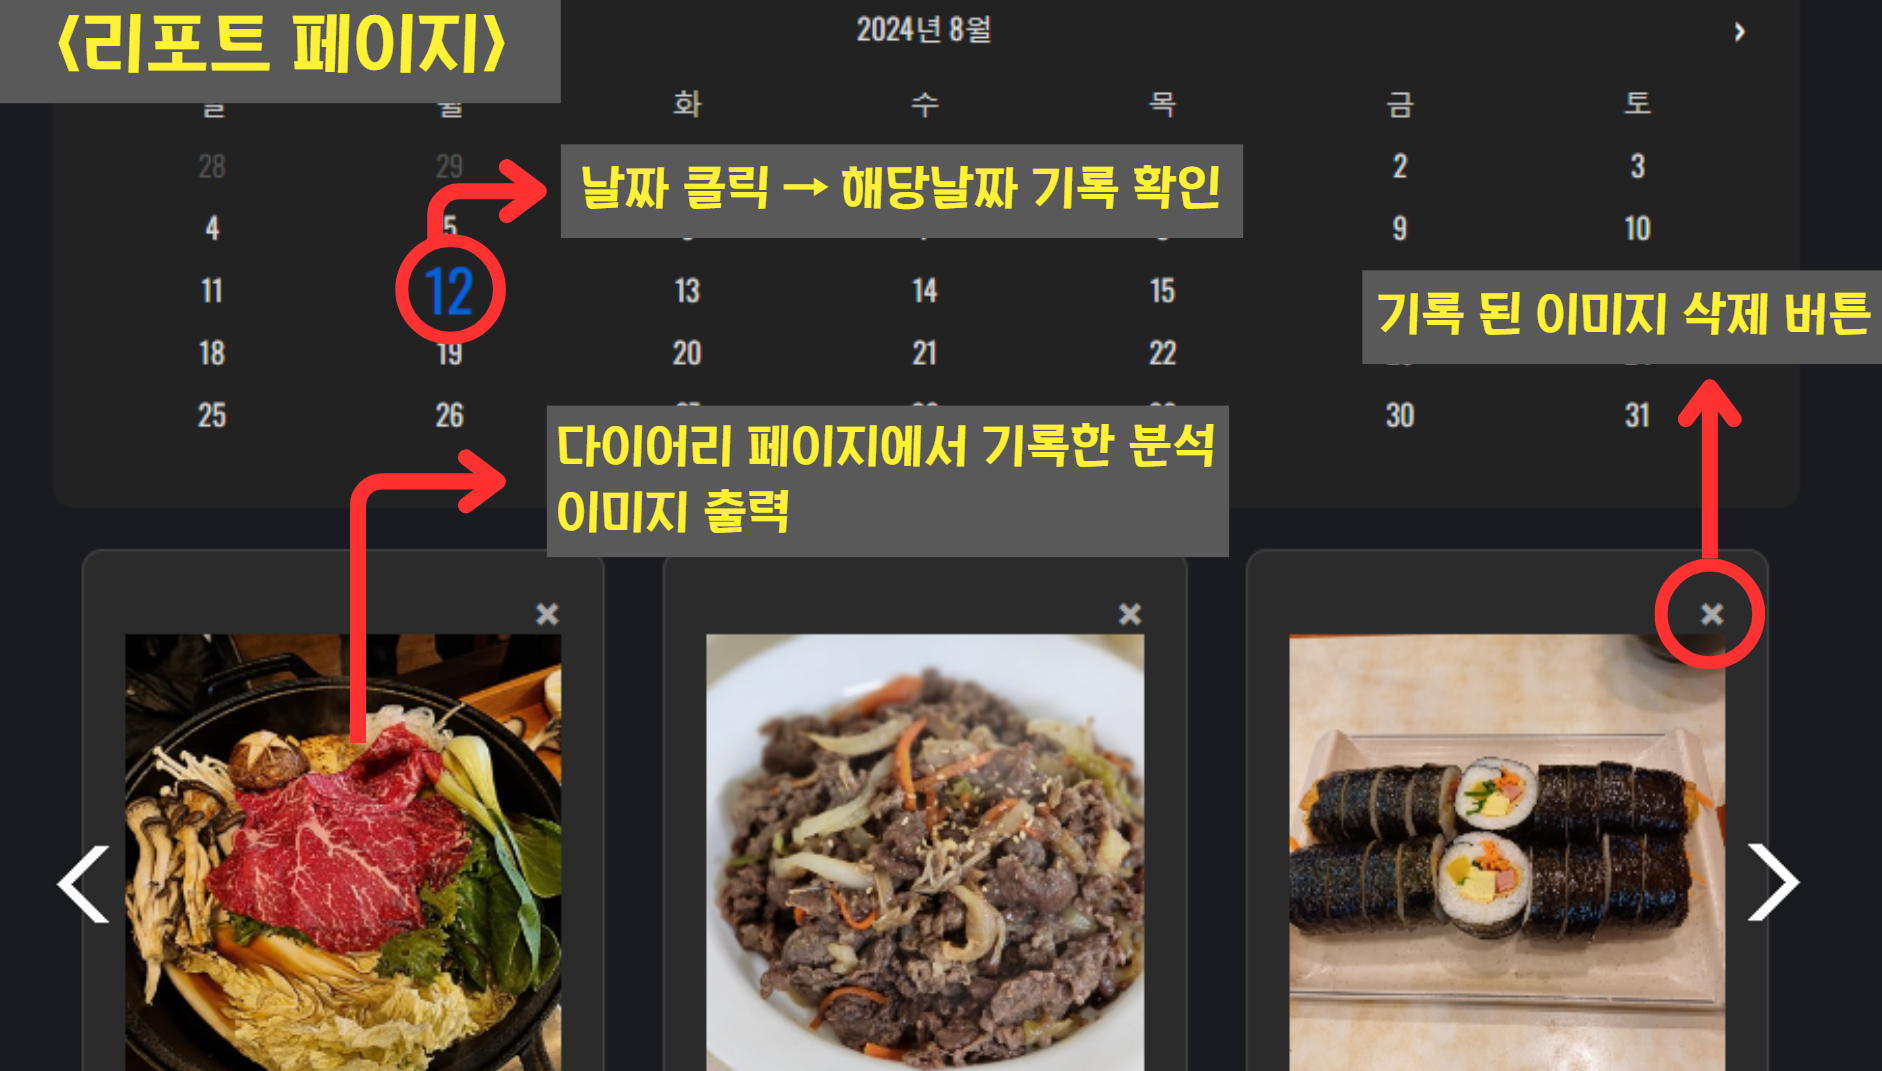 <리포트 페이지>
2024년 8월
일 월 화 수 목 금 토
28 29 2 3
날짜 클릭 → 해당날짜 기록 확인
4 5 9 10
11 12 13 14 15
기록 된 이미지 삭제 버튼
18 19 20 21 22
25 26 30 31
다이어리 페이지에서 기록한 분석
이미지 출력